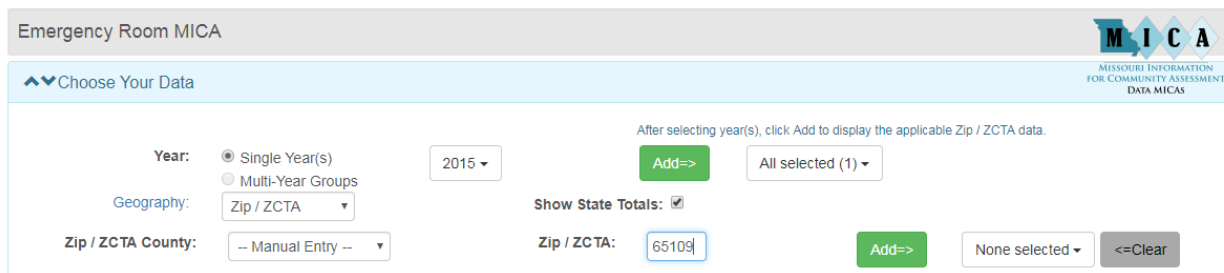 Emergency Room MICA
M I C A
MISSOURI INFORMATION
FOR COMMUNITY ASSESSMENT
DATA MICAS
Choose Your Data
After selecting year(s), click Add to display the applicable Zip / ZCTA data.
Year: Single Year(s) 2015 Add=> All selected (1)
Multi-Year Groups
Geography: Zip / ZCTA Show State Totals:
Zip / ZCTA County: -- Manual Entry -- Zip / ZCTA: 65109 Add=> None selected <=Clear